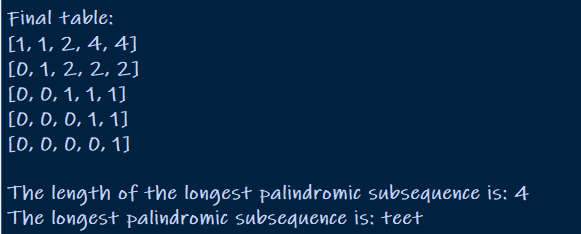 Final table:
[1, 1, 2, 4, 4]
[0, 1, 2, 2, 2]
[0, 0, 1, 1, 1]
[0, 0, 0, 1, 1]
[0, 0, 0, 0, 1]
The length of the longest palindromic subsequence is: 4
The longest palindromic subsequence is: teet